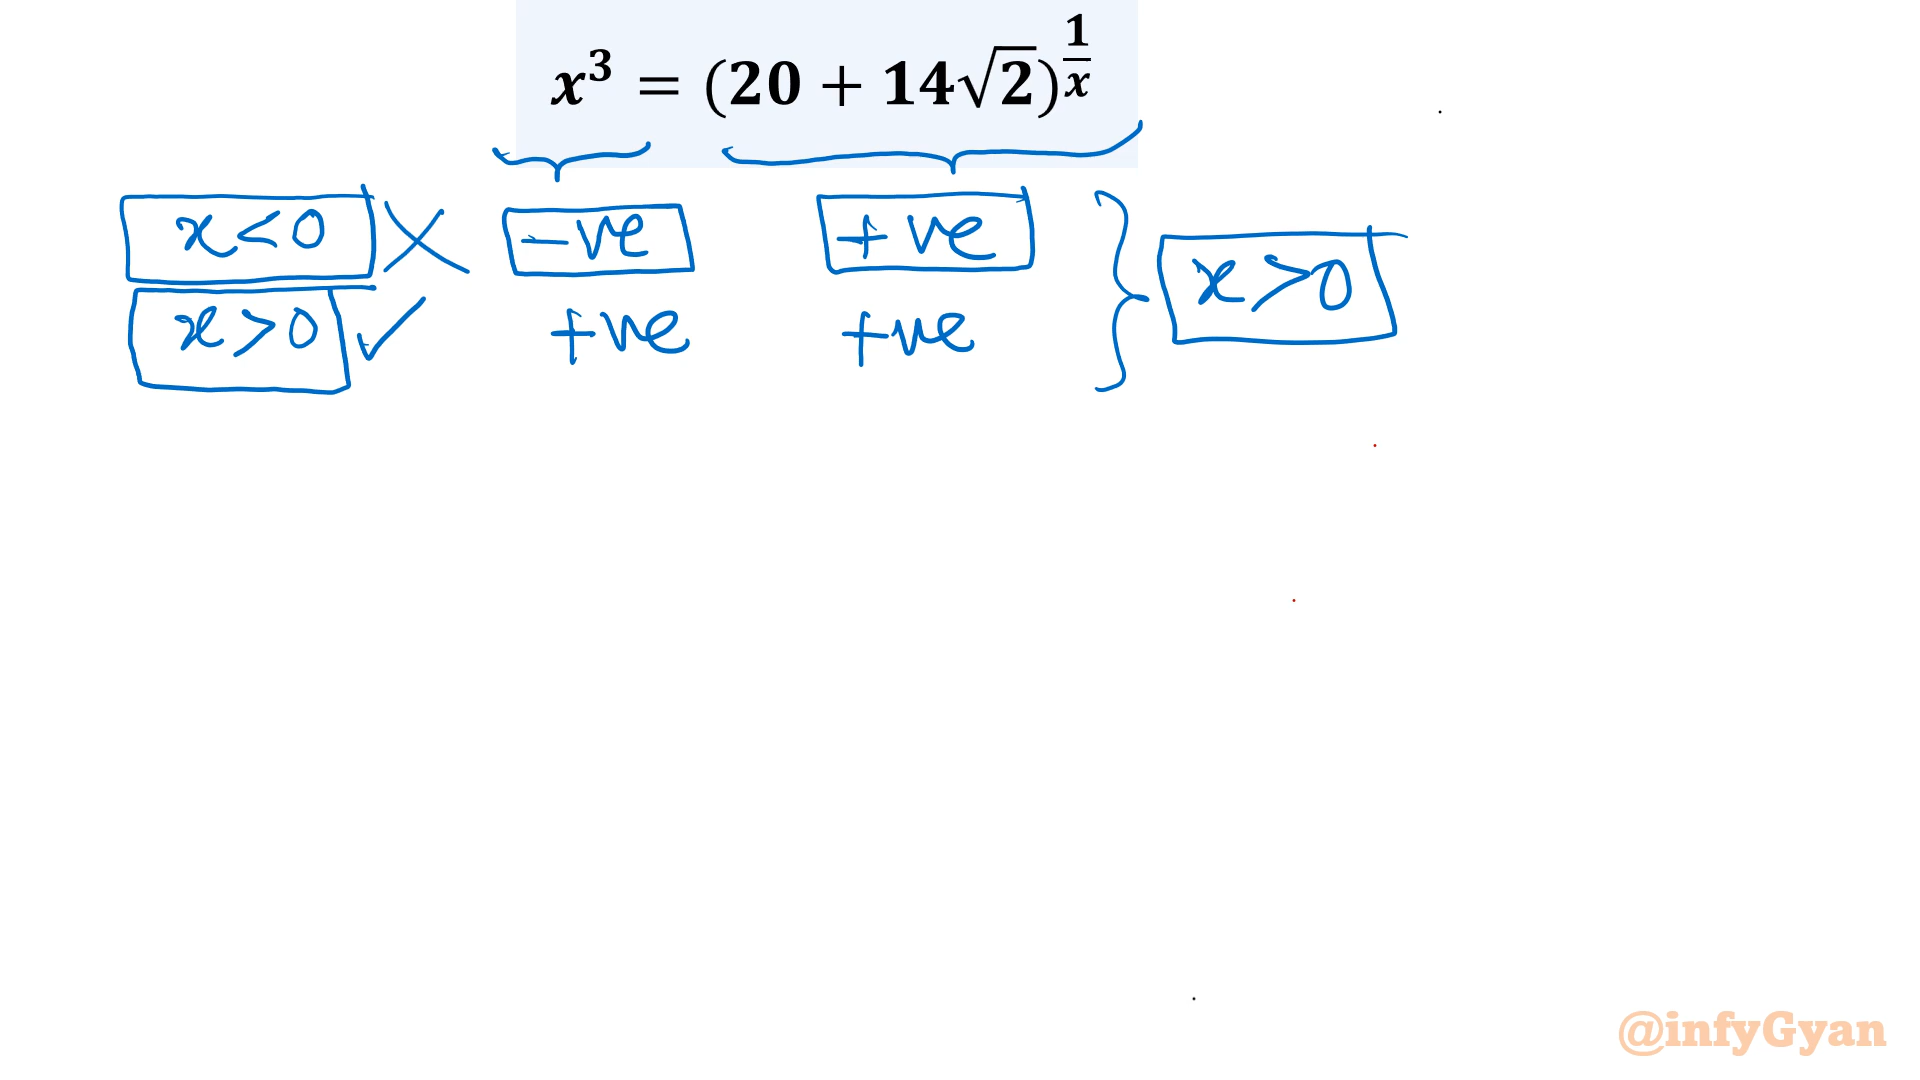 x³ = (20 + 14√2)^(1/x)
x<0 × -ve +ve
x>0 ✓ +ve +ve
x>0
@infyGyan